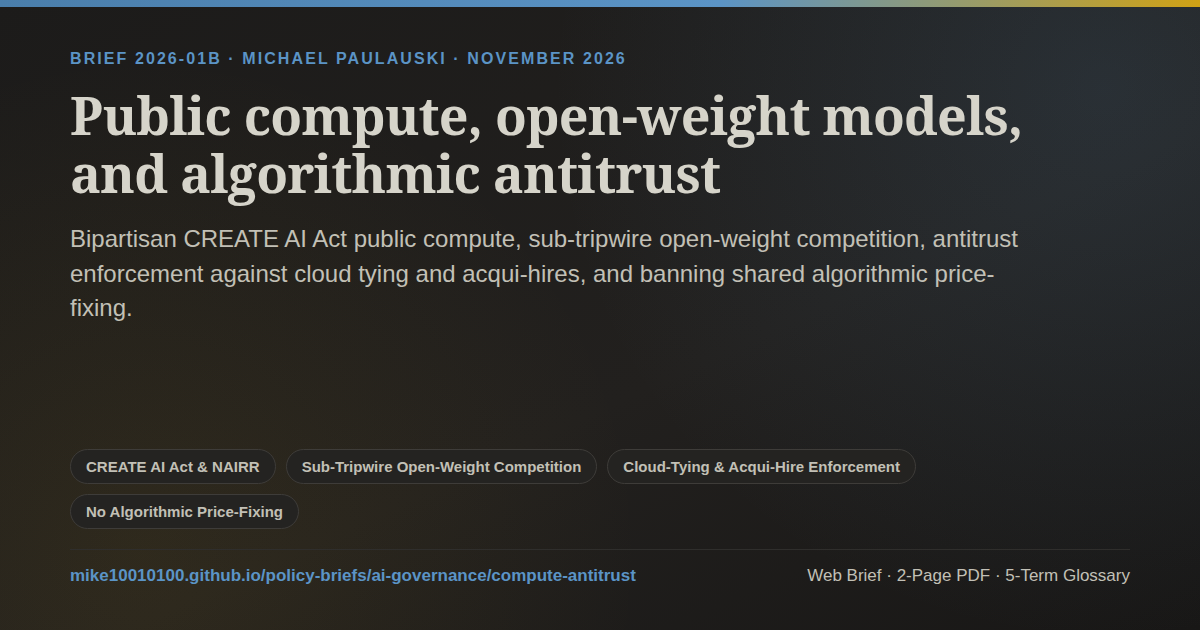 BRIEF 2026-01B · MICHAEL PAULAUSKI · NOVEMBER 2026
Public compute, open-weight models,
and algorithmic antitrust
Bipartisan CREATE AI Act public compute, sub-tripwire open-weight competition, antitrust
enforcement against cloud tying and acqui-hires, and banning shared algorithmic price-
fixing.
CREATE AI Act & NAIRR
Sub-Tripwire Open-Weight Competition
Cloud-Tying & Acqui-Hire Enforcement
No Algorithmic Price-Fixing
mike10010100.github.io/policy-briefs/ai-governance/compute-antitrust
Web Brief · 2-Page PDF · 5-Term Glossary